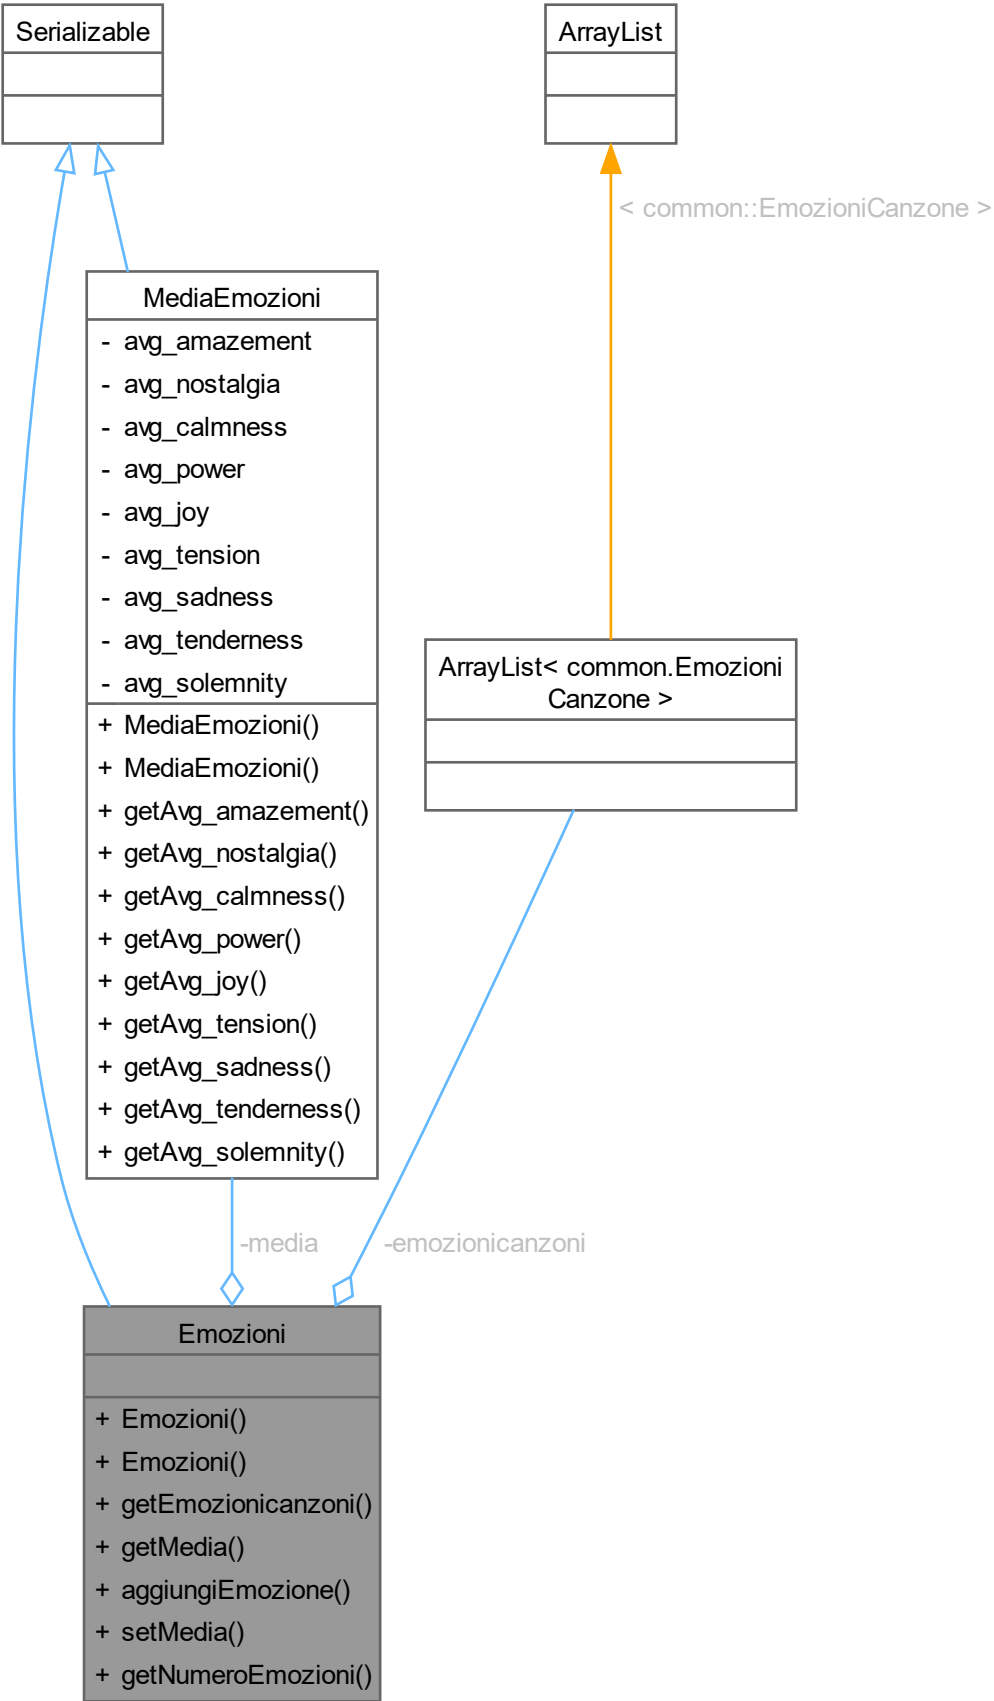 Serializable
ArrayList
< common::EmozioniCanzone >
MediaEmozioni
- avg_amazement
- avg_nostalgia
- avg_calmness
- avg_power
- avg_joy
- avg_tension
- avg_sadness
- avg_tenderness
- avg_solemnity
+ MediaEmozioni()
+ MediaEmozioni()
+ getAvg_amazement()
+ getAvg_nostalgia()
+ getAvg_calmness()
+ getAvg_power()
+ getAvg_joy()
+ getAvg_tension()
+ getAvg_sadness()
+ getAvg_tenderness()
+ getAvg_solemnity()
ArrayList< common.Emozioni
Canzone >
-media
-emozionicanzoni
Emozioni
+ Emozioni()
+ Emozioni()
+ getEmozionicanzoni()
+ getMedia()
+ aggiungiEmozione()
+ setMedia()
+ getNumeroEmozioni()